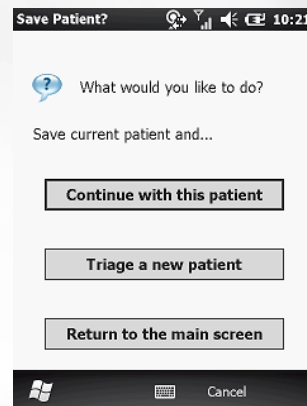 Save Patient? 10:21
What would you like to do?
Save current patient and...
Continue with this patient
Triage a new patient
Return to the main screen
Cancel